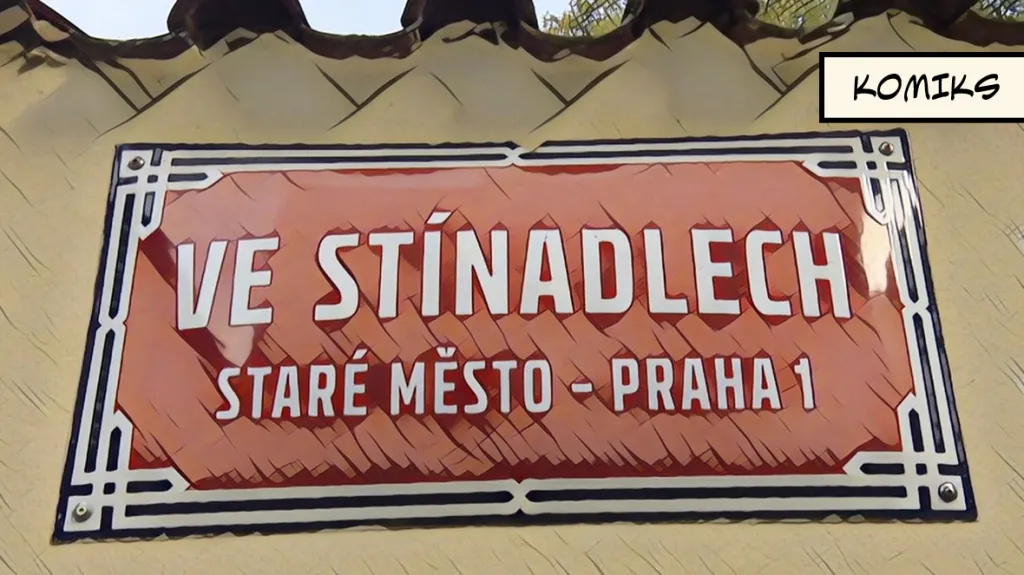 KOMIKS
VE STÍNADLECH
STARÉ MĚSTO - PRAHA 1